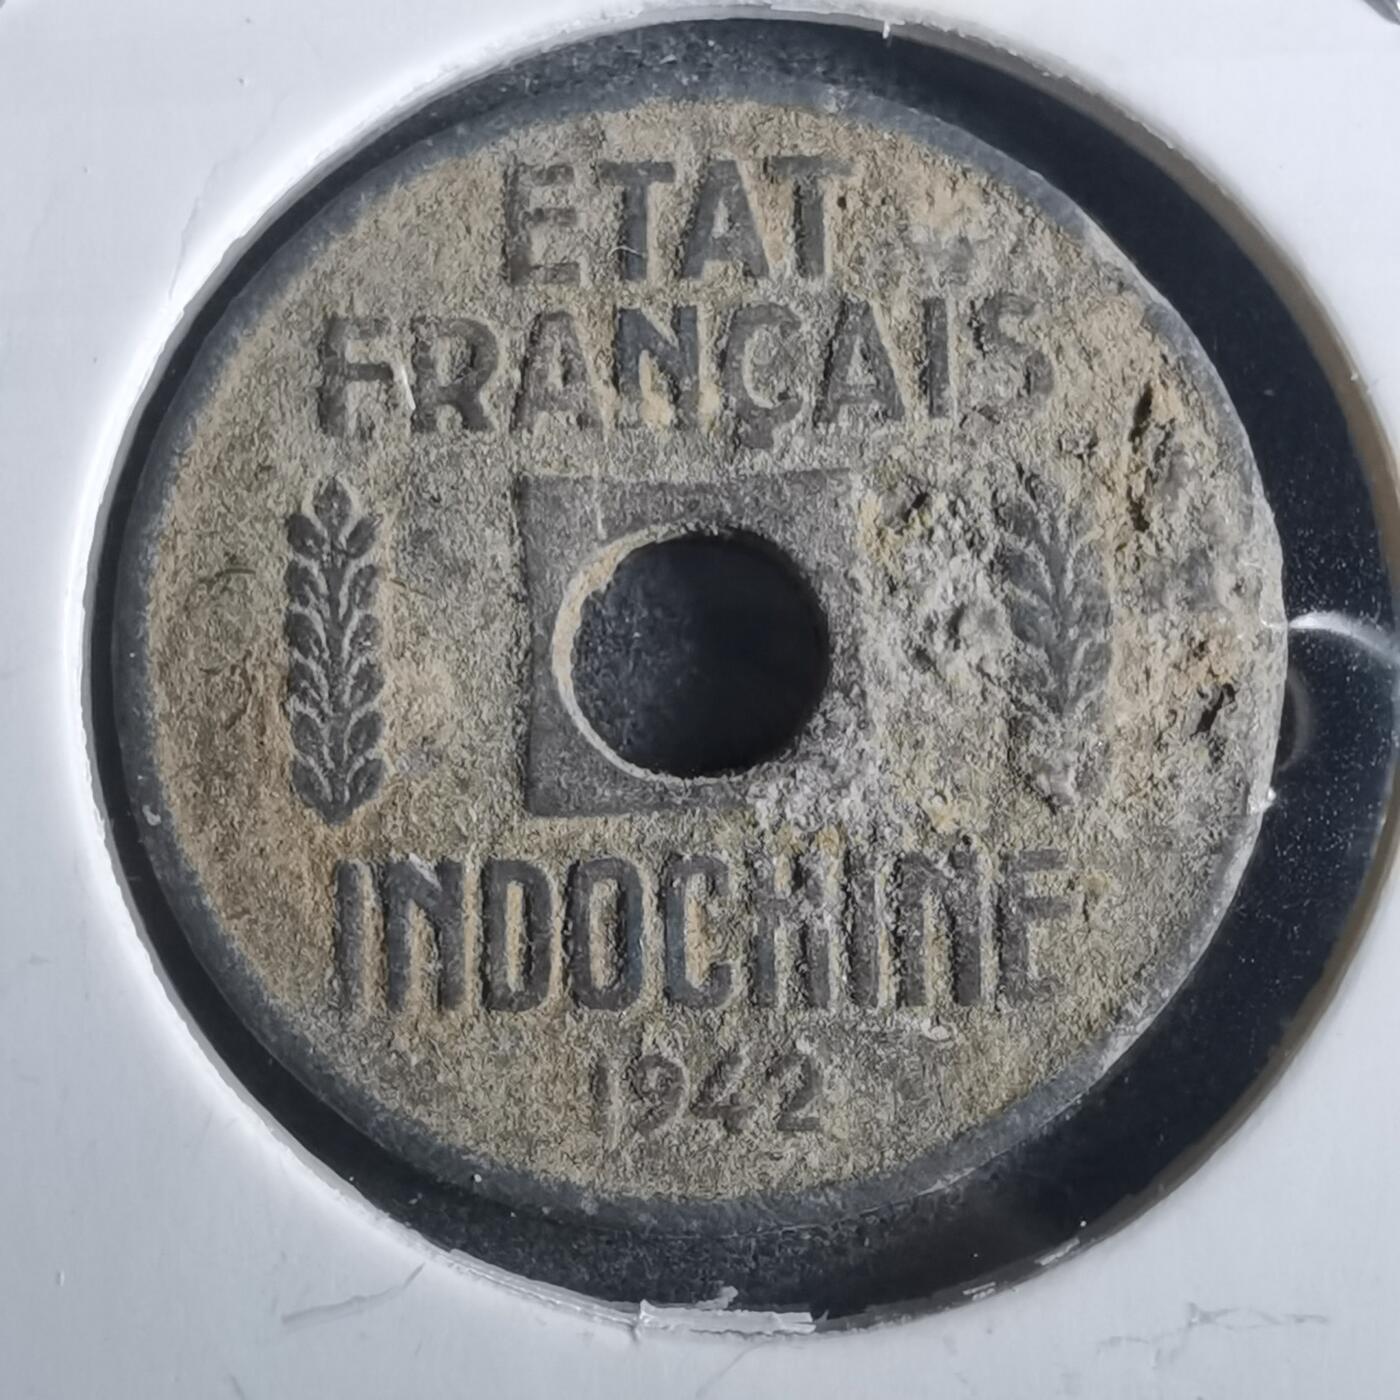 ETAT
FRANÇAIS
INDOCHINE
1942